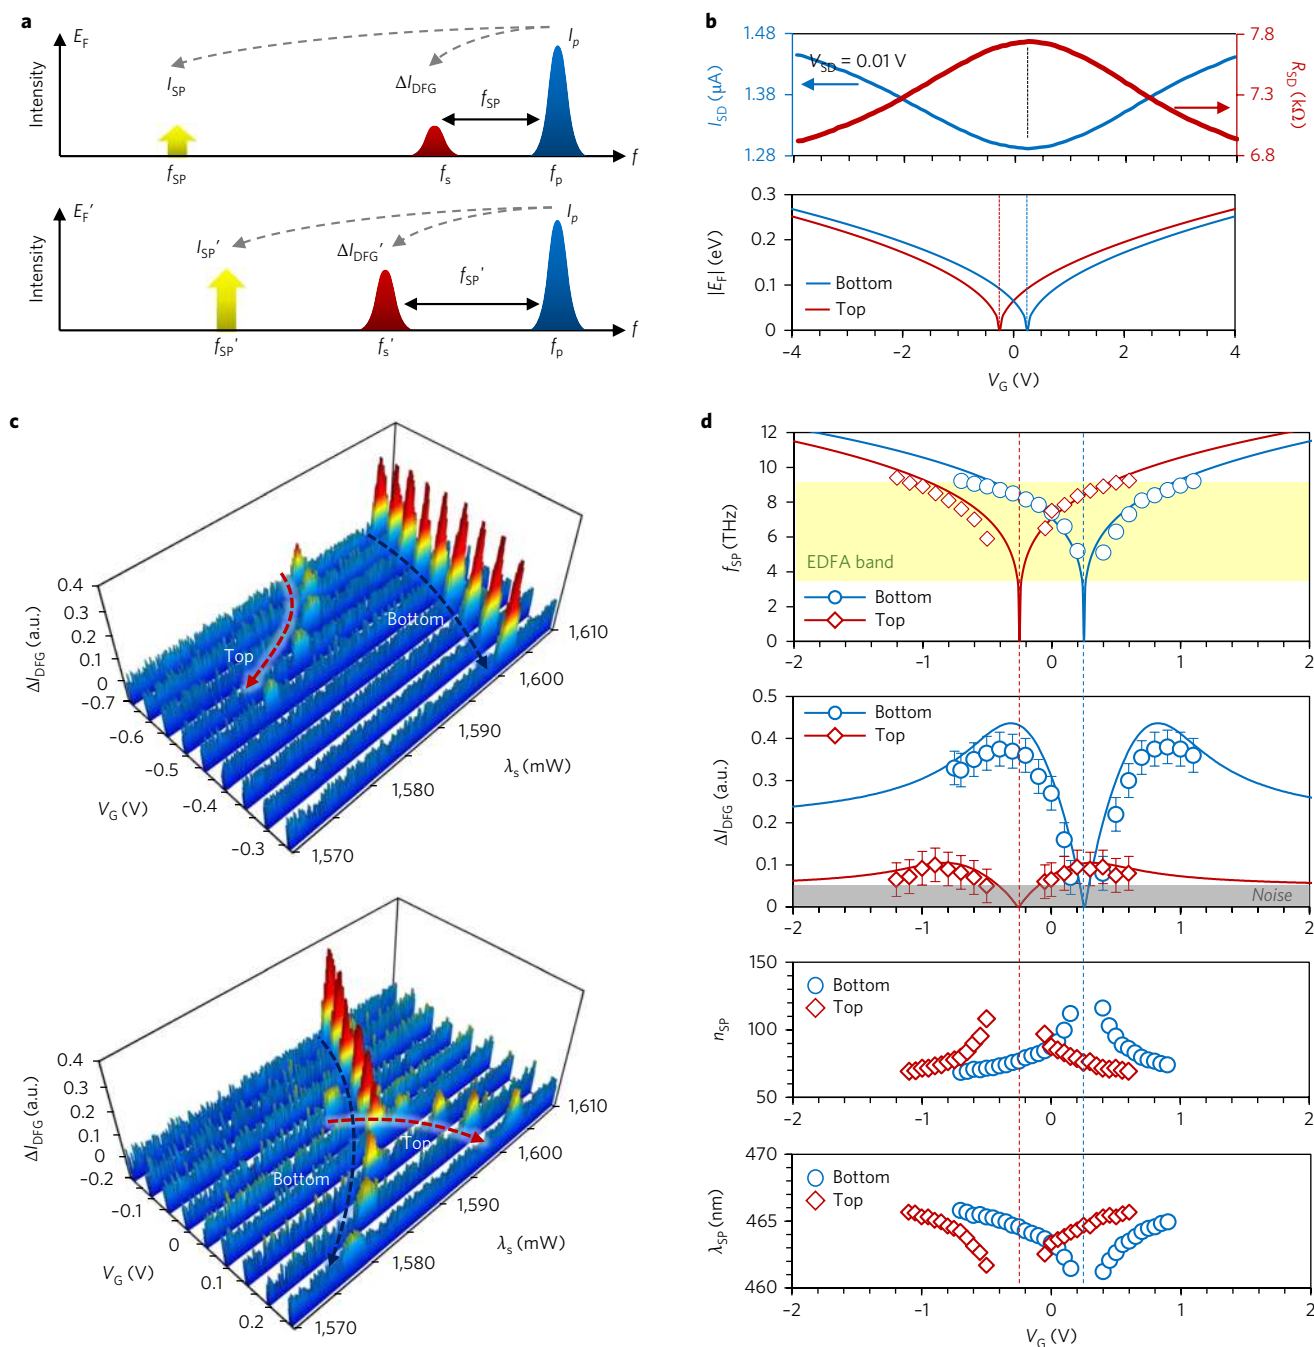 a
E_F
Intensity
I_SP
ΔI_DFG
I_p
f_SP
f_SP
f_s
f_p
f
E_F′
Intensity
I_SP′
ΔI_DFG′
I_p
f_SP′
f_SP′
f_s′
f_p
f
b
1.48
1.38
1.28
I_SD (μA)
V_SD = 0.01 V
7.8
7.3
6.8
R_SD (kΩ)
0.3
0.2
0.1
0
|E_F| (eV)
Bottom
Top
−4 −2 0 2 4
V_G (V)
c
0.4
0.3
0.2
0.1
0
ΔI_DFG (a.u.)
−0.7
−0.6
−0.5
−0.4
−0.3
V_G (V)
Top
Bottom
1,610
1,600
1,590
1,580
1,570
λ_s (mW)
0.4
0.3
0.2
0.1
0
ΔI_DFG (a.u.)
−0.2
−0.1
0
0.1
0.2
V_G (V)
Top
Bottom
1,610
1,600
1,590
1,580
1,570
λ_s (mW)
d
12
10
8
6
4
2
0
f_SP (THz)
EDFA band
Bottom
Top
−2 −1 0 1 2
0.5
0.4
0.3
0.2
0.1
0
ΔI_DFG (a.u.)
Bottom
Top
Noise
−2 −1 0 1 2
150
100
50
n_SP
Bottom
Top
470
465
460
λ_SP (nm)
Bottom
Top
−2 −1 0 1 2
V_G (V)